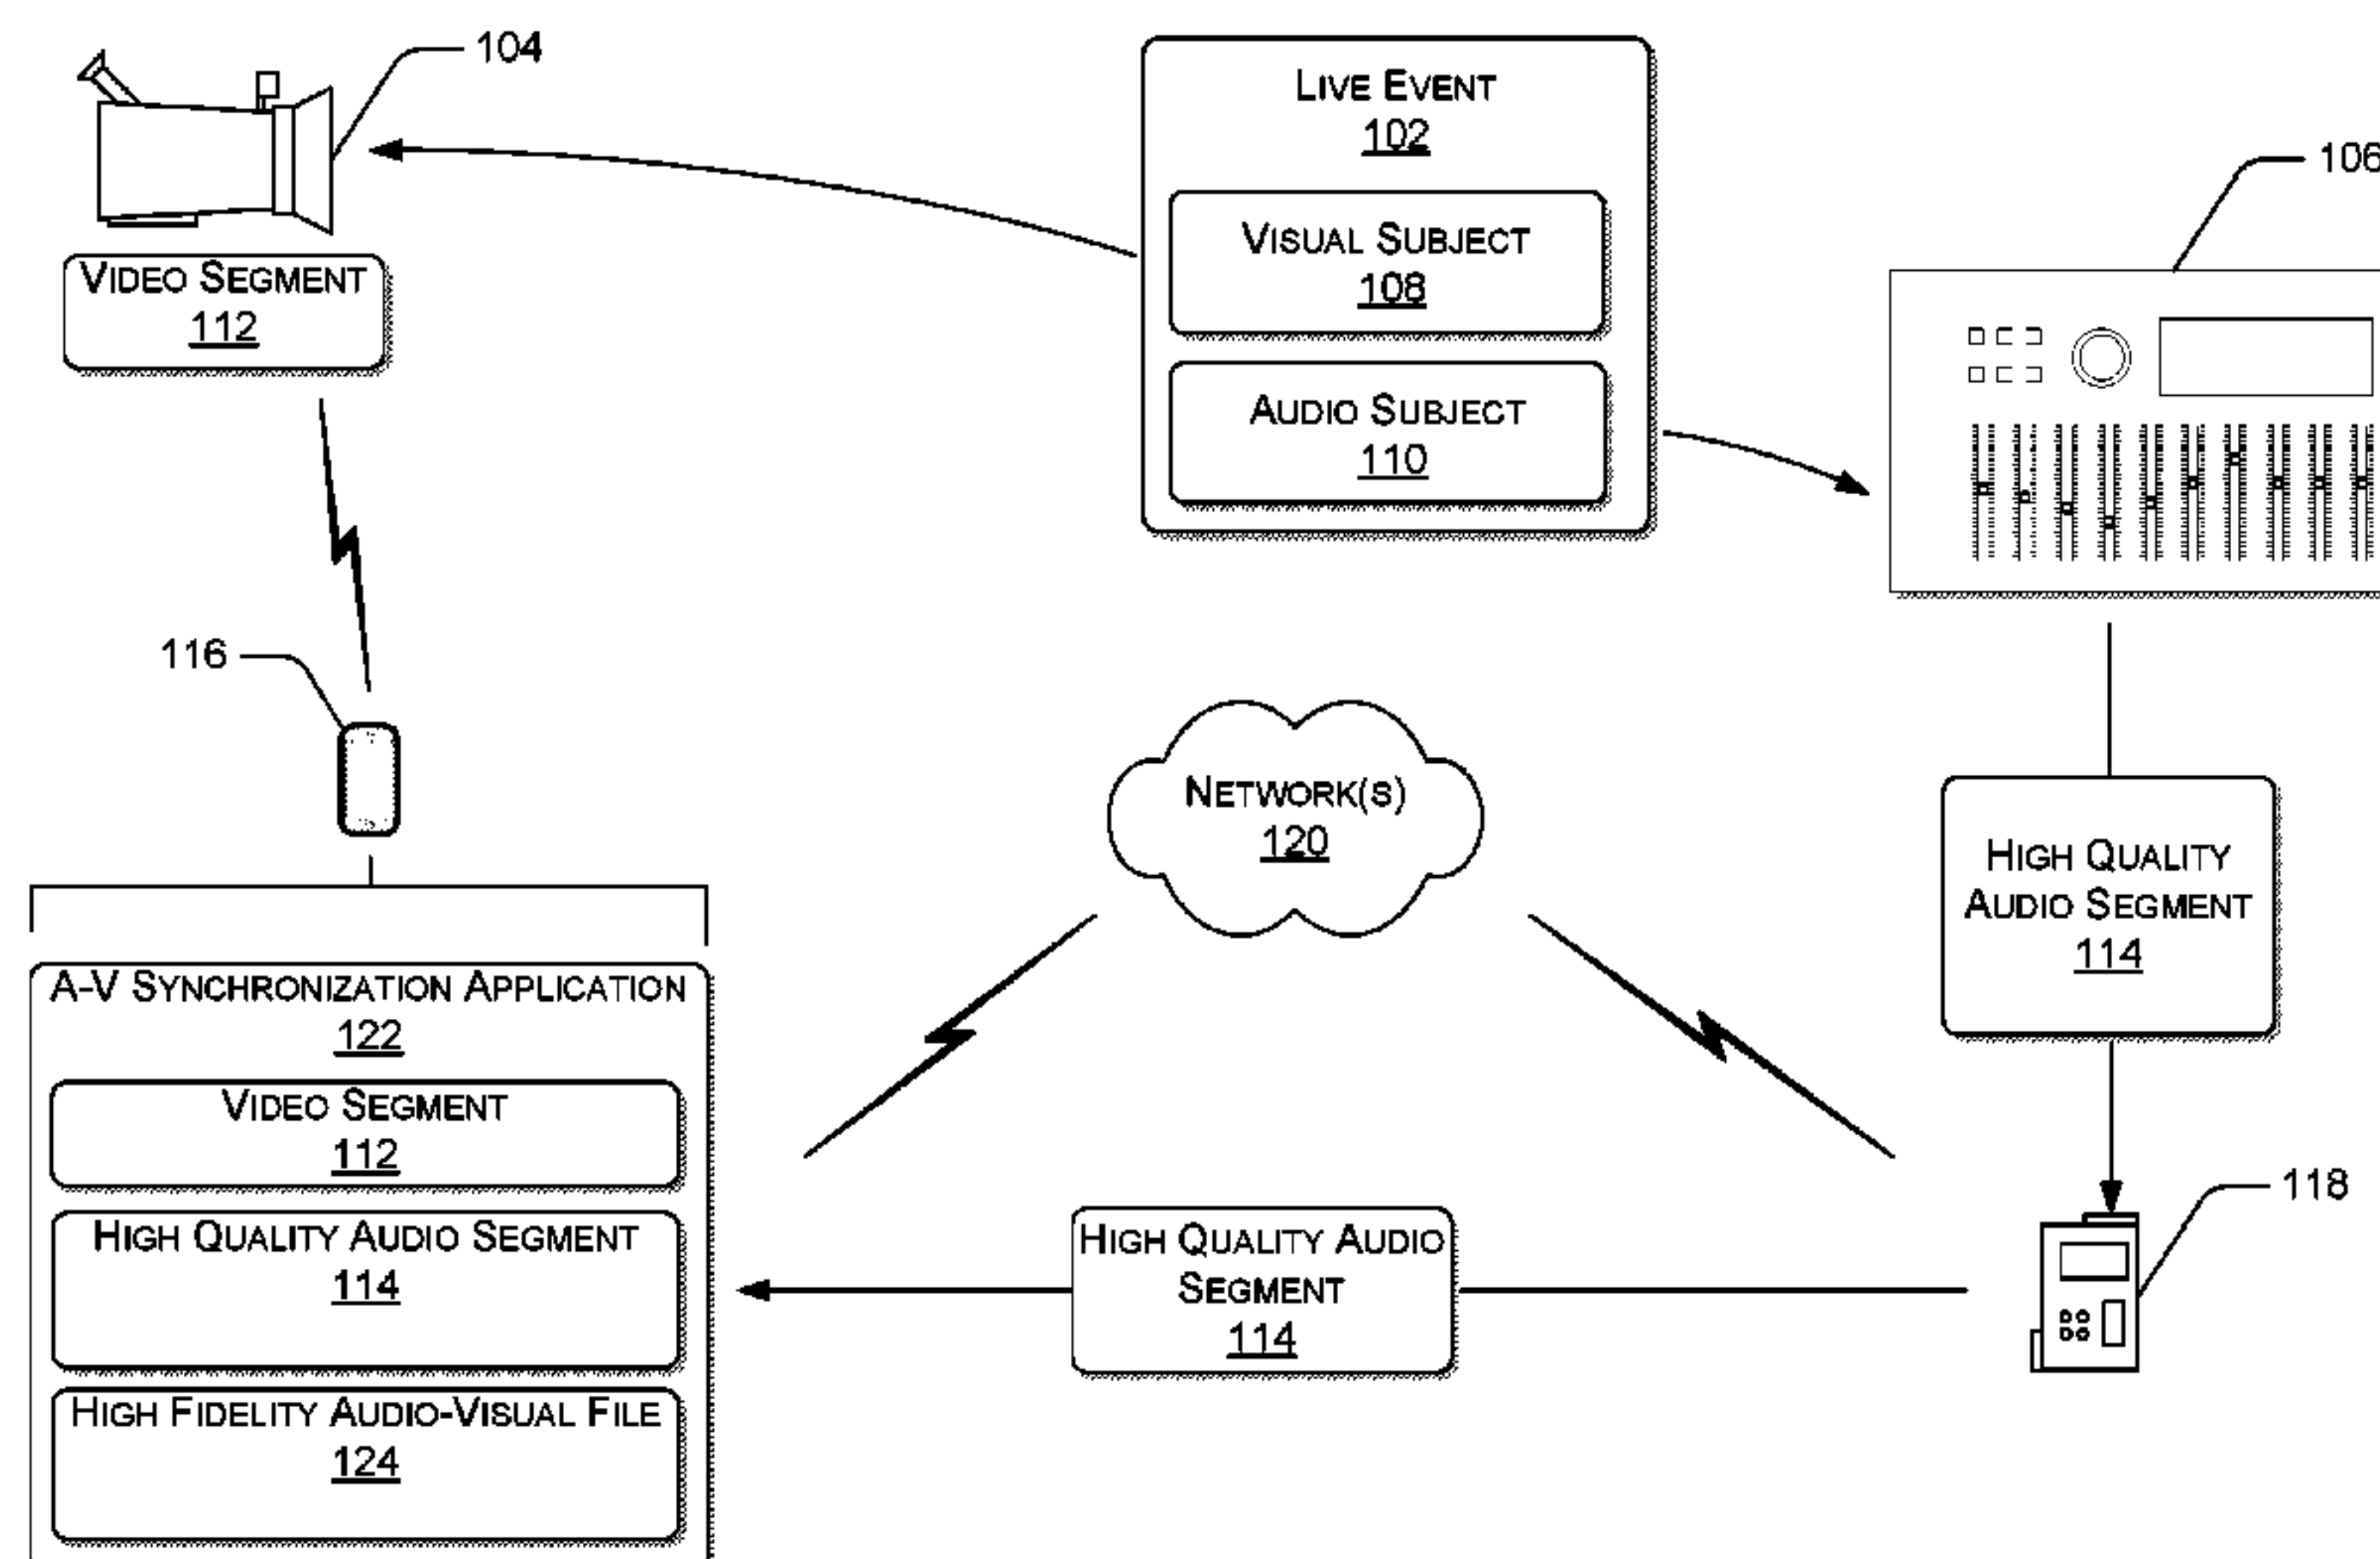 104
LIVE EVENT
102
106
VISUAL SUBJECT
108
VIDEO SEGMENT
112
AUDIO SUBJECT
110
116
NETWORK(S)
120
HIGH QUALITY
AUDIO SEGMENT
114
A-V SYNCHRONIZATION APPLICATION
122
VIDEO SEGMENT
112
118
HIGH QUALITY AUDIO SEGMENT
114
HIGH QUALITY AUDIO
SEGMENT
114
HIGH FIDELITY AUDIO-VISUAL FILE
124